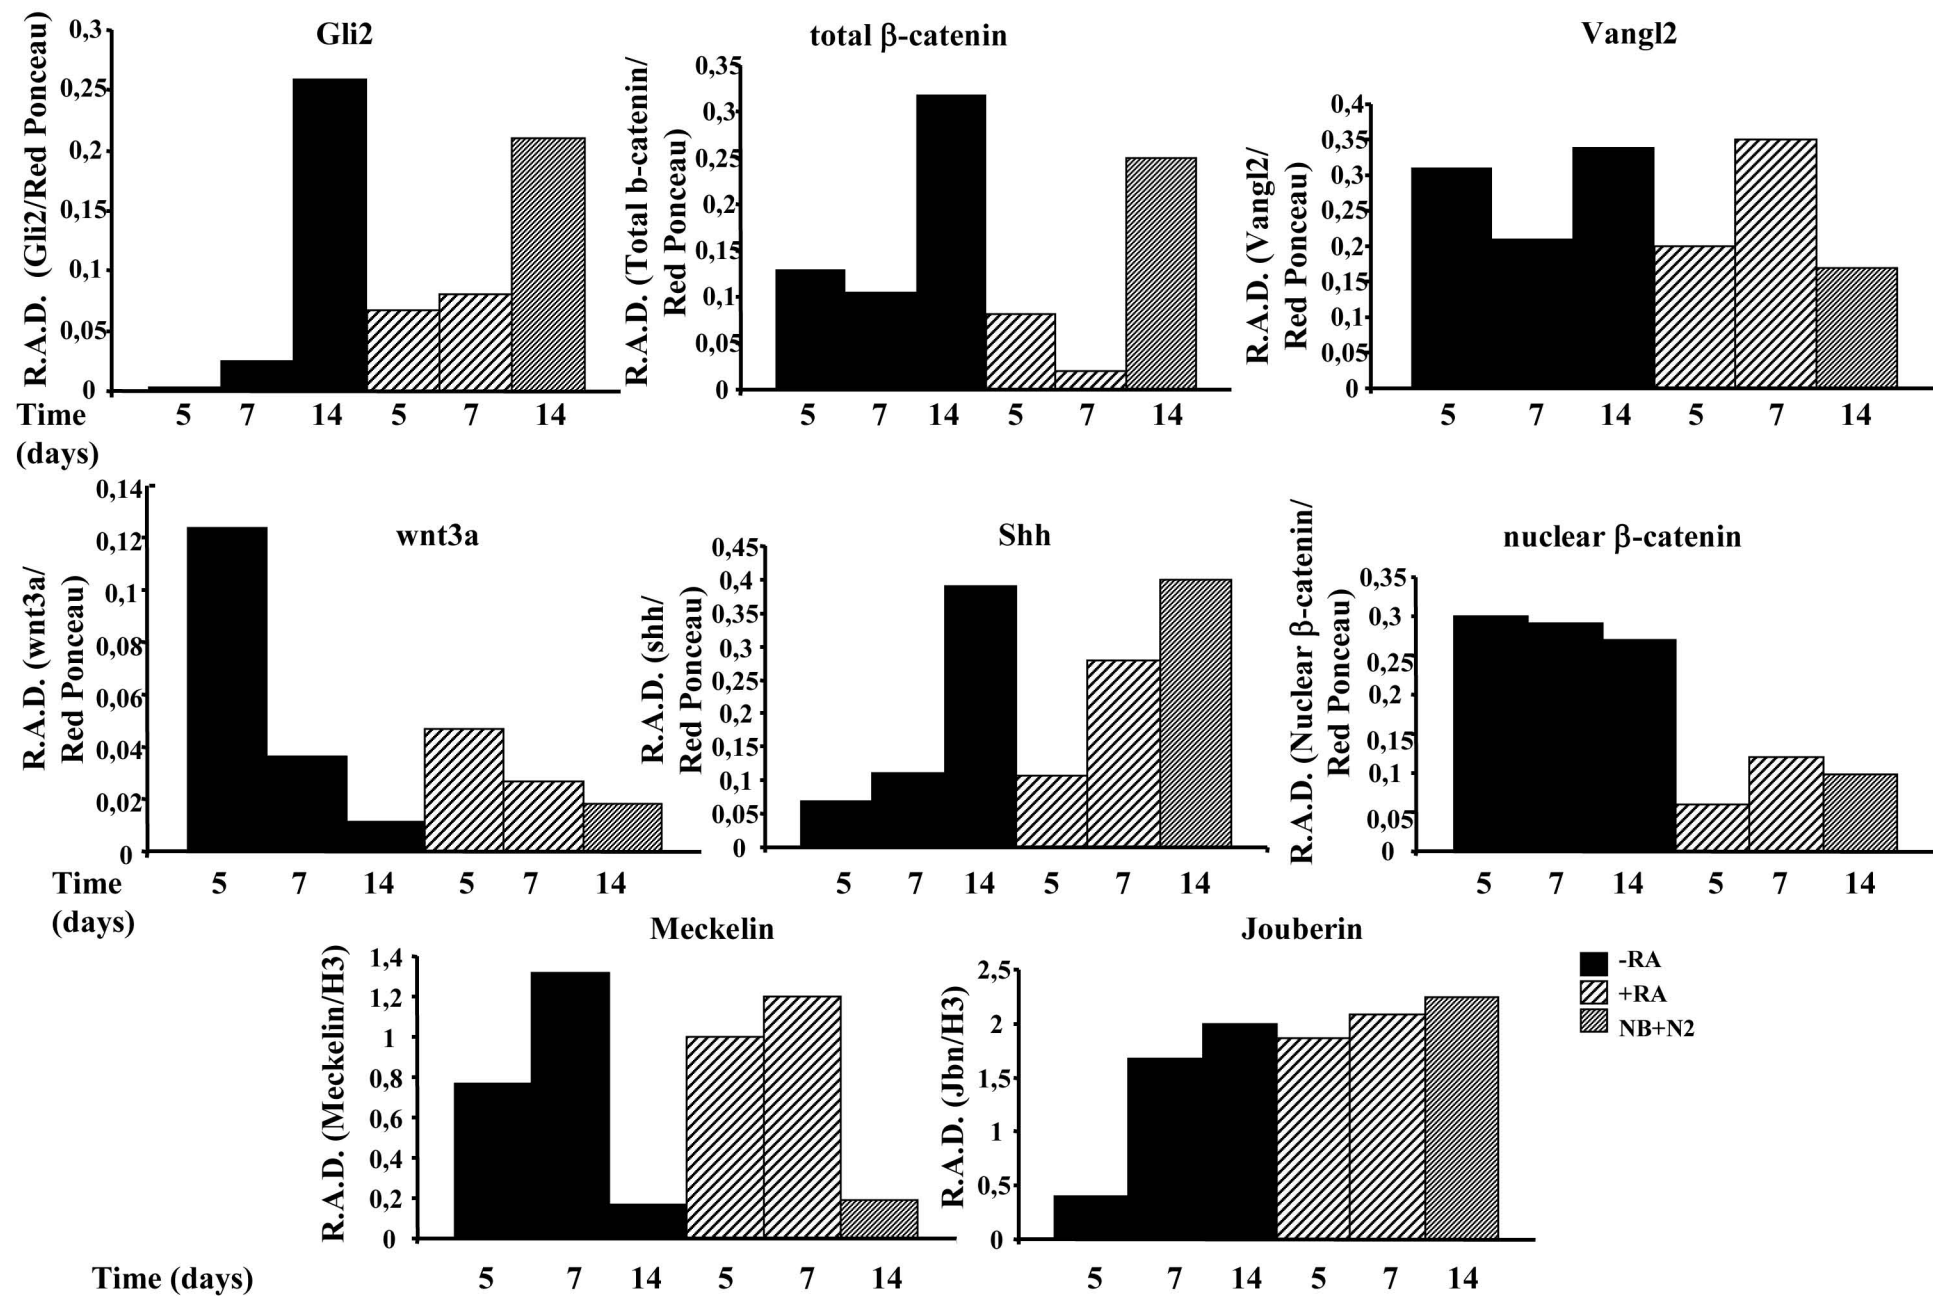 Gli2
R.A.D. (Gli2/Red Ponceau)
0,3
0,25
0,2
0,15
0,1
0,05
0
5 7 14 5 7 14
Time
(days)
total β-catenin
R.A.D. (Total b-catenin/
Red Ponceau)
0,35
0,3
0,25
0,2
0,15
0,1
0,05
0
5 7 14 5 7 14
Vangl2
R.A.D. (Vangl2/
Red Ponceau)
0,4
0,35
0,3
0,25
0,2
0,15
0,1
0,05
0
5 7 14 5 7 14
wnt3a
R.A.D. (wnt3a/
Red Ponceau)
0,14
0,12
0,1
0,08
0,06
0,04
0,02
0
Time
(days)
5 7 14 5 7 14
Shh
R.A.D. (shh/
Red Ponceau)
0,45
0,4
0,35
0,3
0,25
0,2
0,15
0,1
0,05
0
5 7 14 5 7 14
nuclear β-catenin
R.A.D. (Nuclear β-catenin/
Red Ponceau)
0,35
0,3
0,25
0,2
0,15
0,1
0,05
0
5 7 14 5 7 14
Meckelin
R.A.D. (Meckelin/H3)
1,4
1,2
1
0,8
0,6
0,4
0,2
0
Time (days)
5 7 14 5 7 14
Jouberin
R.A.D. (Jbn/H3)
2,5
2
1,5
1
0,5
0
5 7 14 5 7 14
-RA
+RA
NB+N2